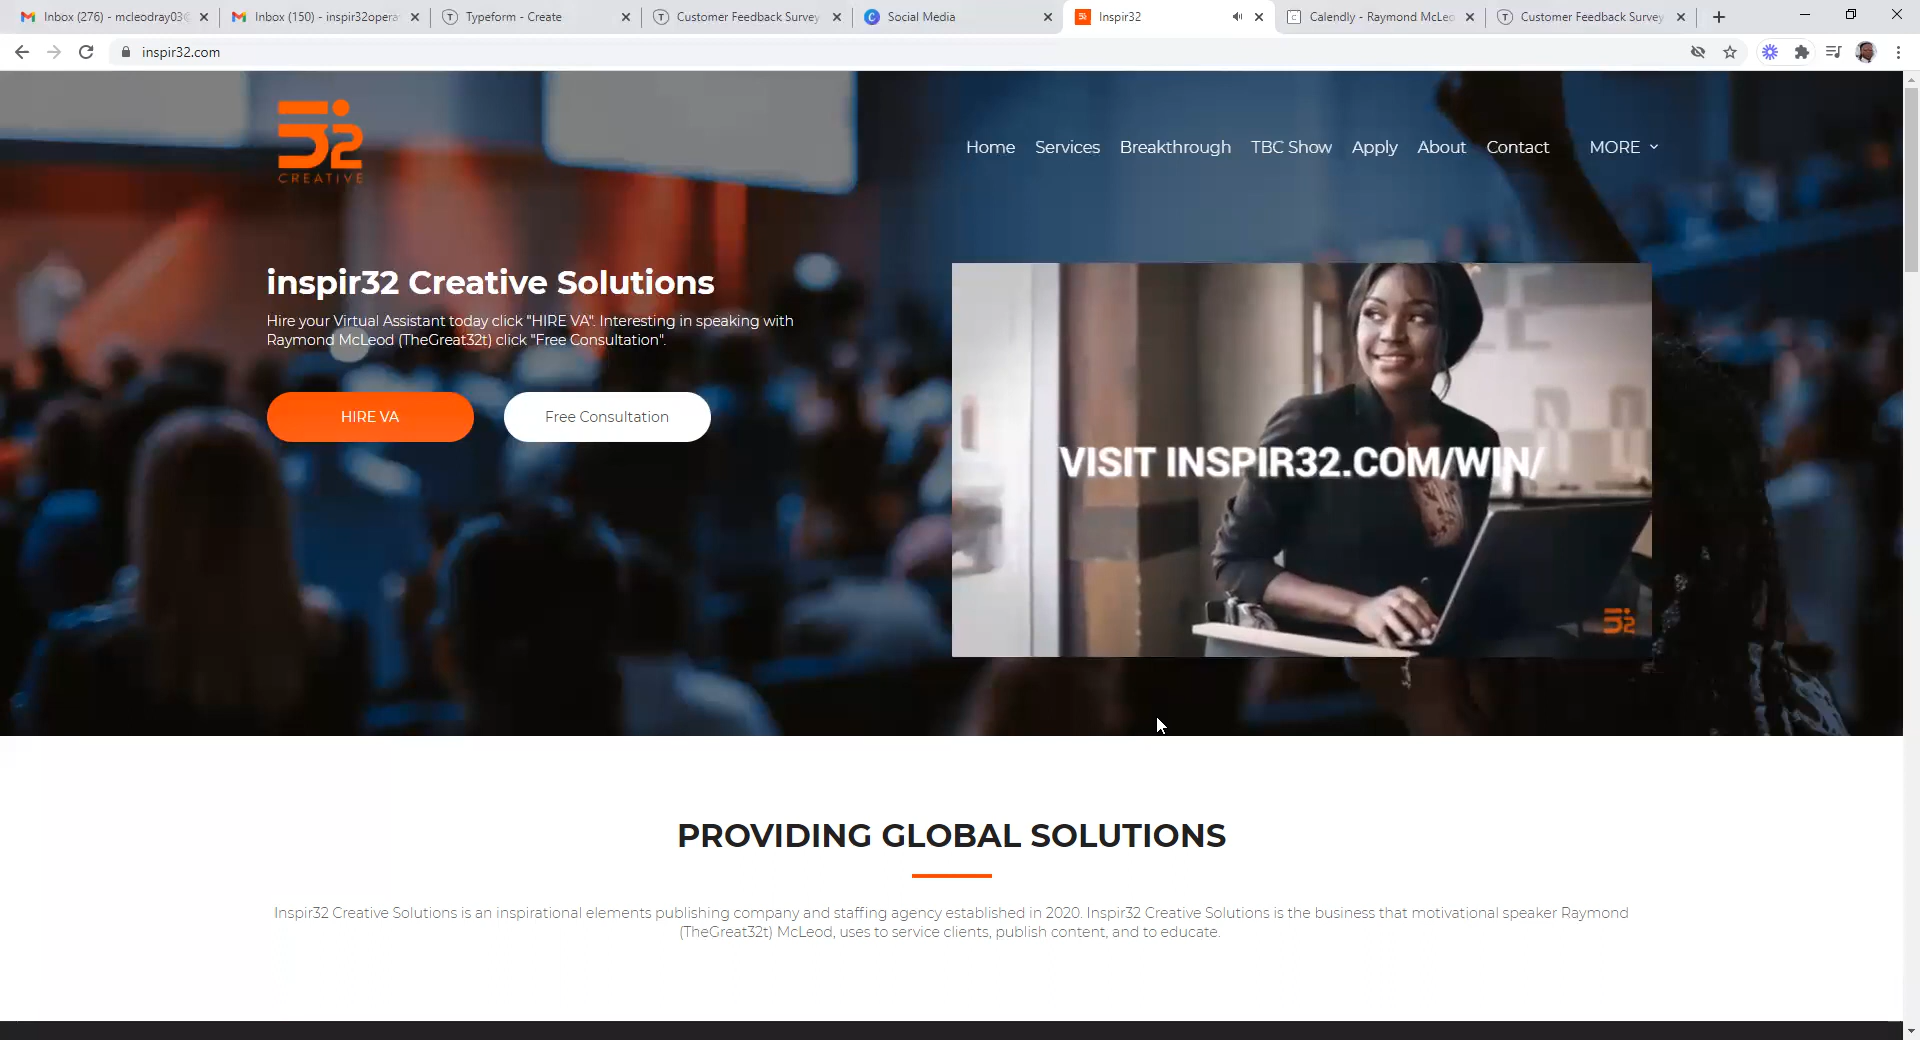 Inbox (276) - mcleodray03
Inbox (150) - inspir32opera
Typeform - Create
Customer Feedback Survey
Social Media
Inspir32
Calendly - Raymond McLeo
Customer Feedback Survey
inspir32.com
32
CREATIVE
Home Services Breakthrough TBC Show Apply About Contact MORE
inspir32 Creative Solutions
Hire your Virtual Assistant today click "HIRE VA". Interesting in speaking with
Raymond McLeod (TheGreat32t) click "Free Consultation".
HIRE VA
Free Consultation
VISIT INSPIR32.COM/WIN/
32
PROVIDING GLOBAL SOLUTIONS
Inspir32 Creative Solutions is an inspirational elements publishing company and staffing agency established in 2020. Inspir32 Creative Solutions is the business that motivational speaker Raymond
(TheGreat32t) McLeod, uses to service clients, publish content, and to educate.